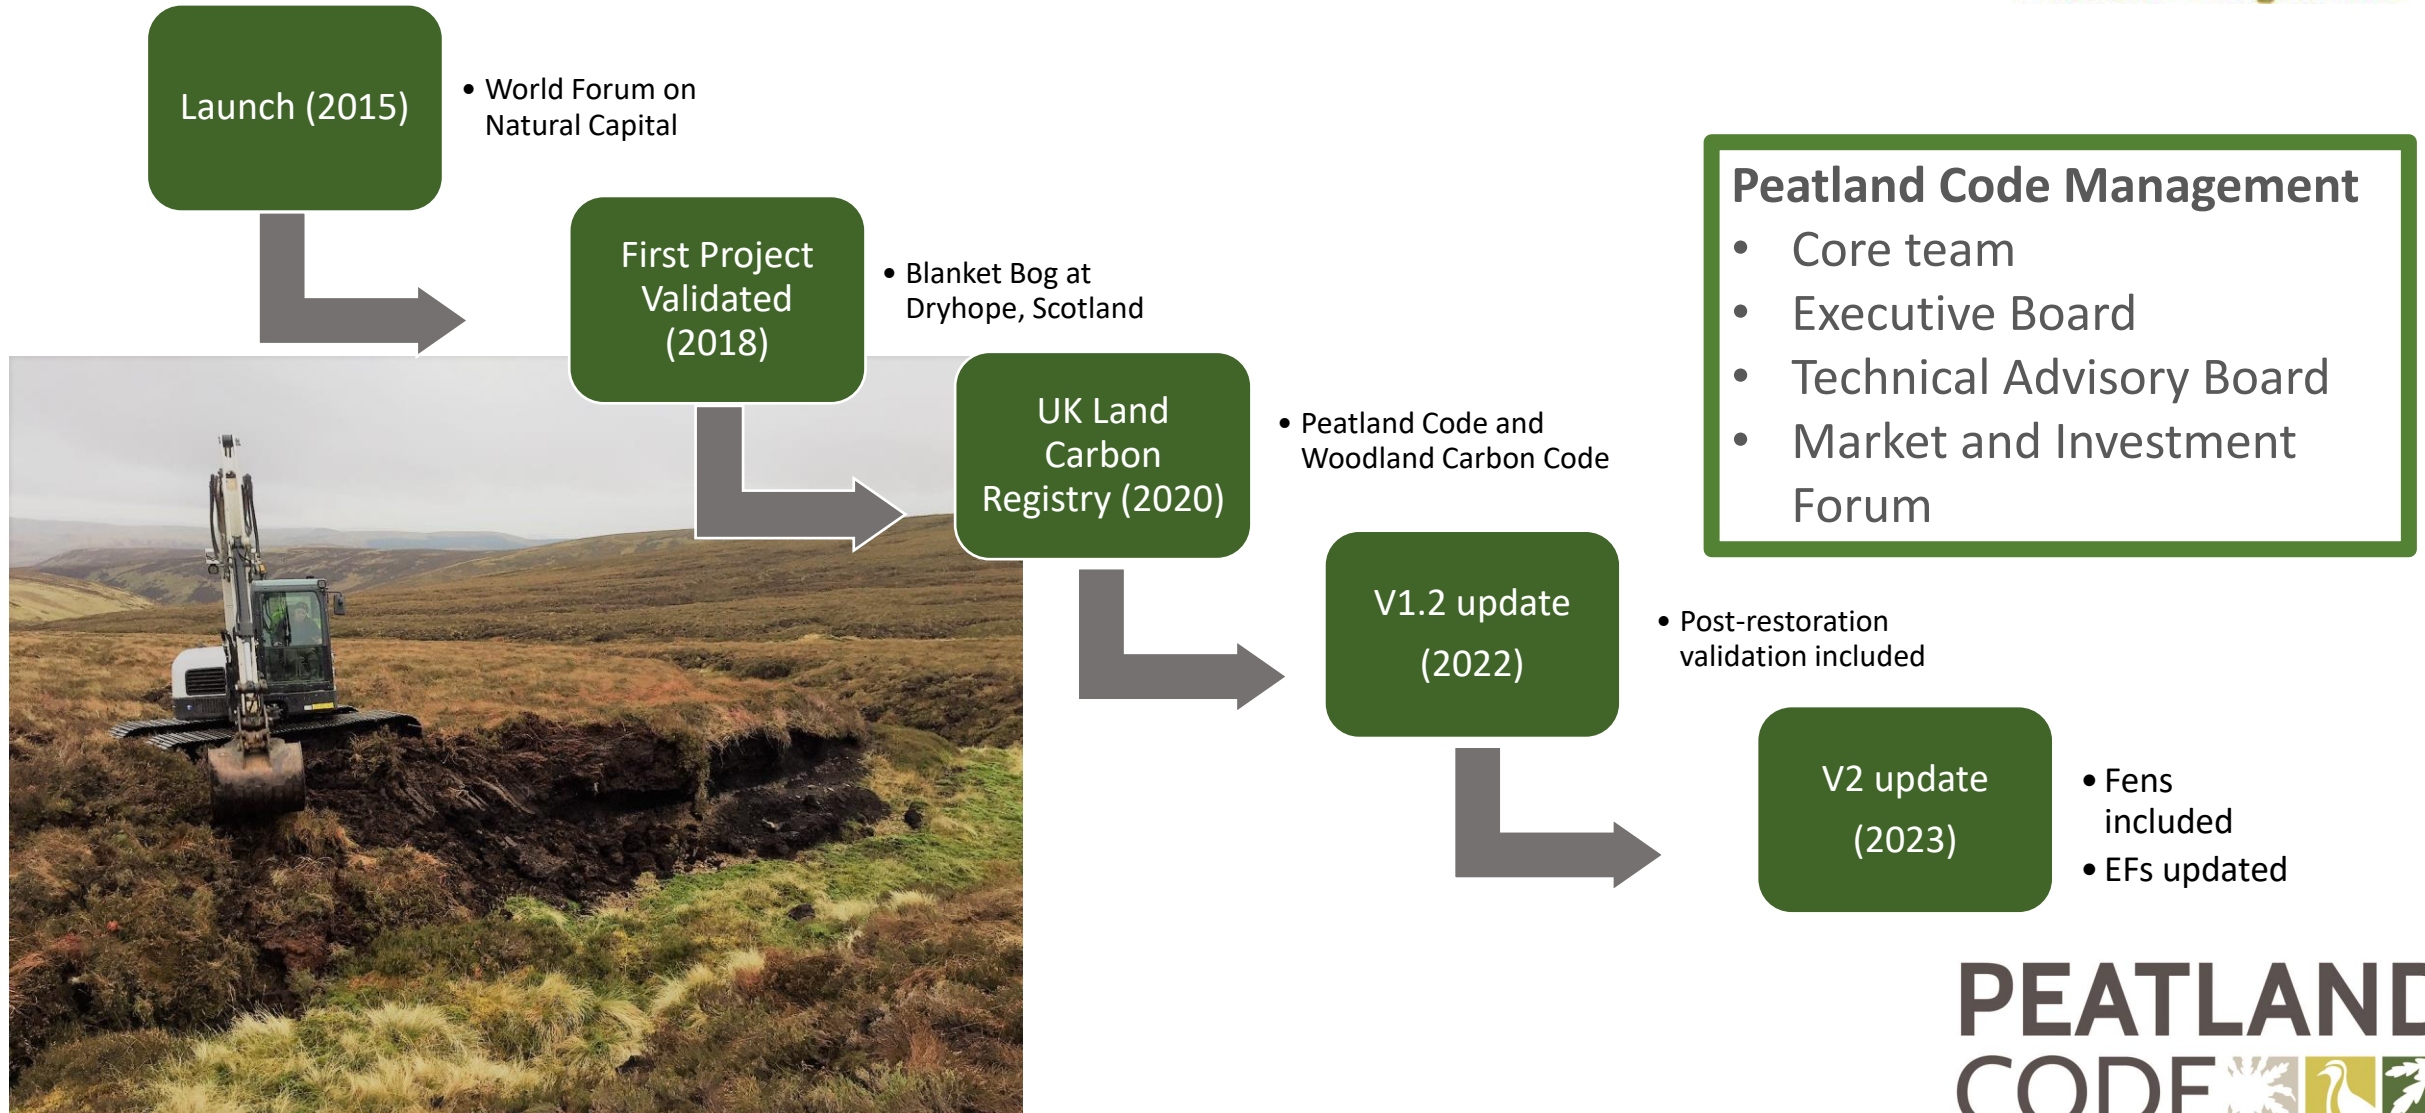 Launch (2015)
• World Forum on
Natural Capital
First Project
Validated
(2018)
• Blanket Bog at
Dryhope, Scotland
UK Land
Carbon
Registry (2020)
• Peatland Code and
Woodland Carbon Code
V1.2 update
(2022)
• Post-restoration
validation included
V2 update
(2023)
• Fens
included
• EFs updated
Peatland Code Management
• Core team
• Executive Board
• Technical Advisory Board
• Market and Investment
Forum
PEATLAND
CODE